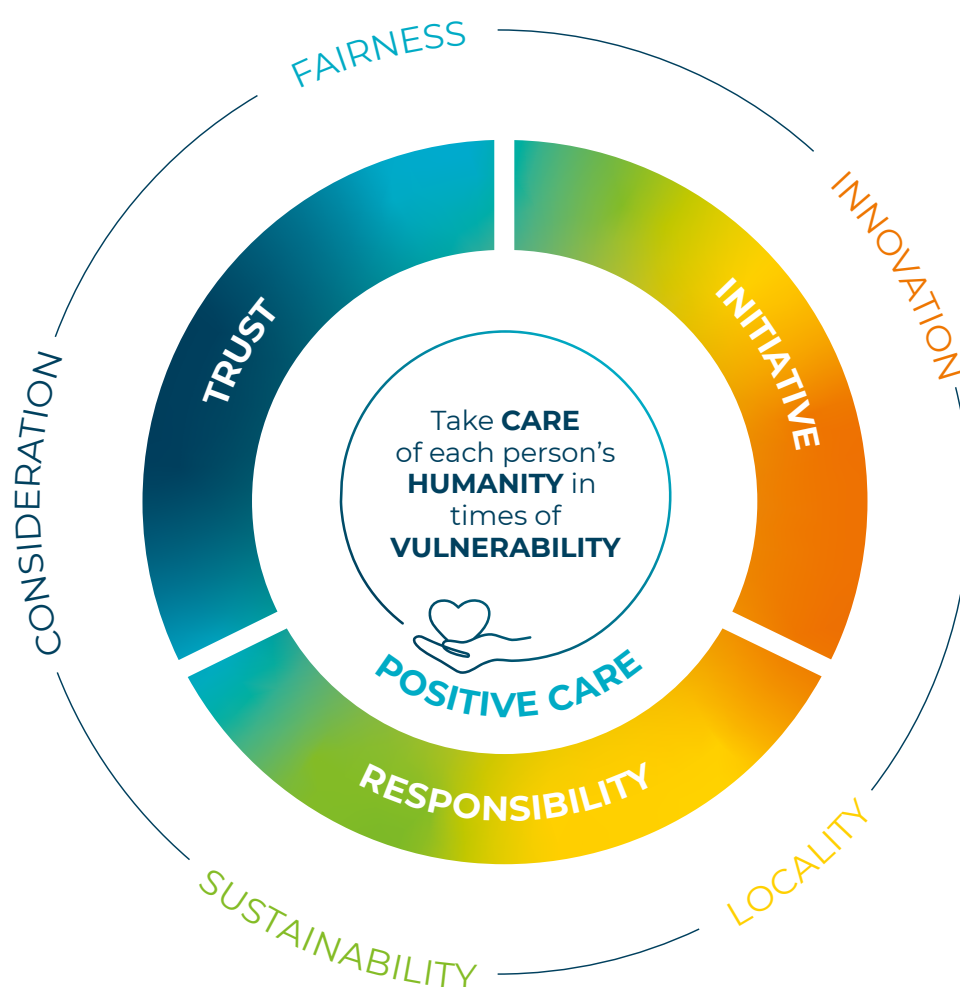 FAIRNESS
INNOVATION
TRUST
INITIATIVE
CONSIDERATION
Take CARE
of each person's
HUMANITY in
times of
VULNERABILITY
POSITIVE CARE
RESPONSIBILITY
LOCALITY
SUSTAINABILITY